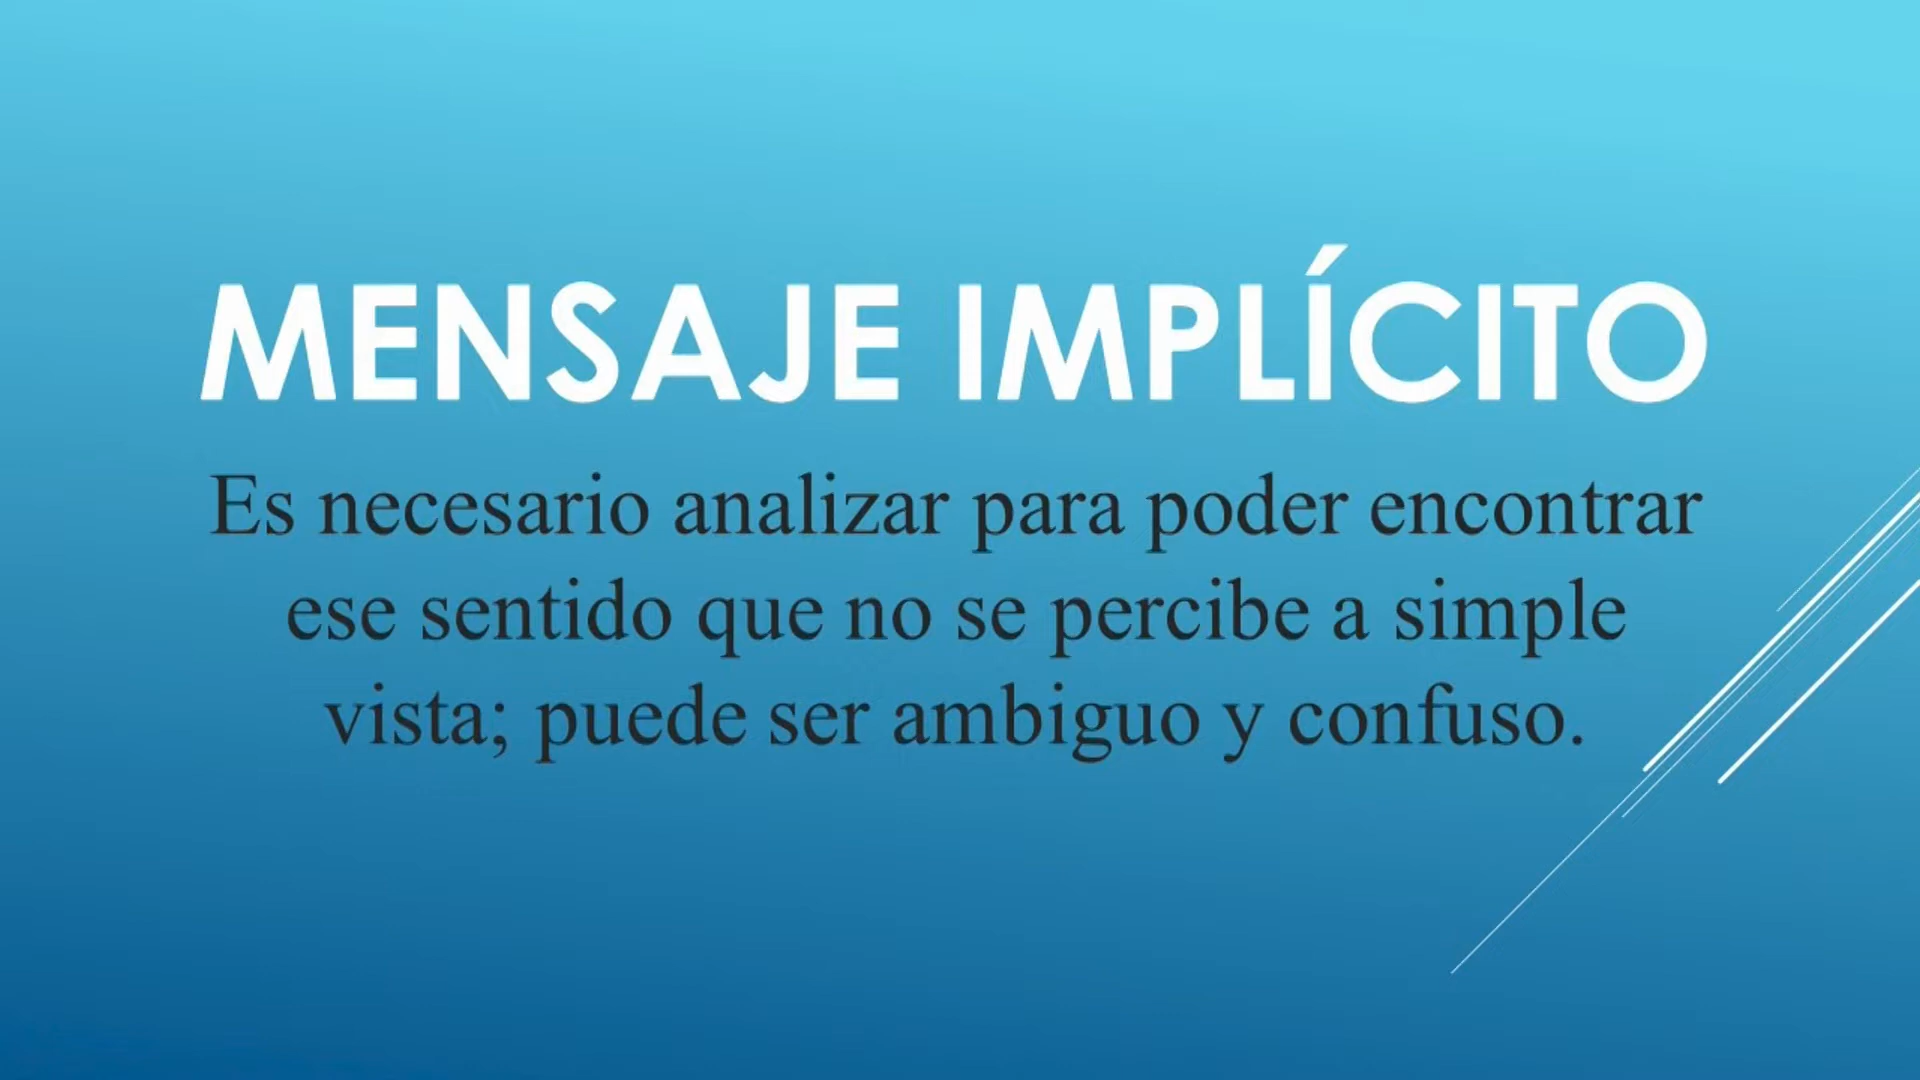 MENSAJE IMPLÍCITO
Es necesario analizar para poder encontrar
ese sentido que no se percibe a simple
vista; puede ser ambiguo y confuso.